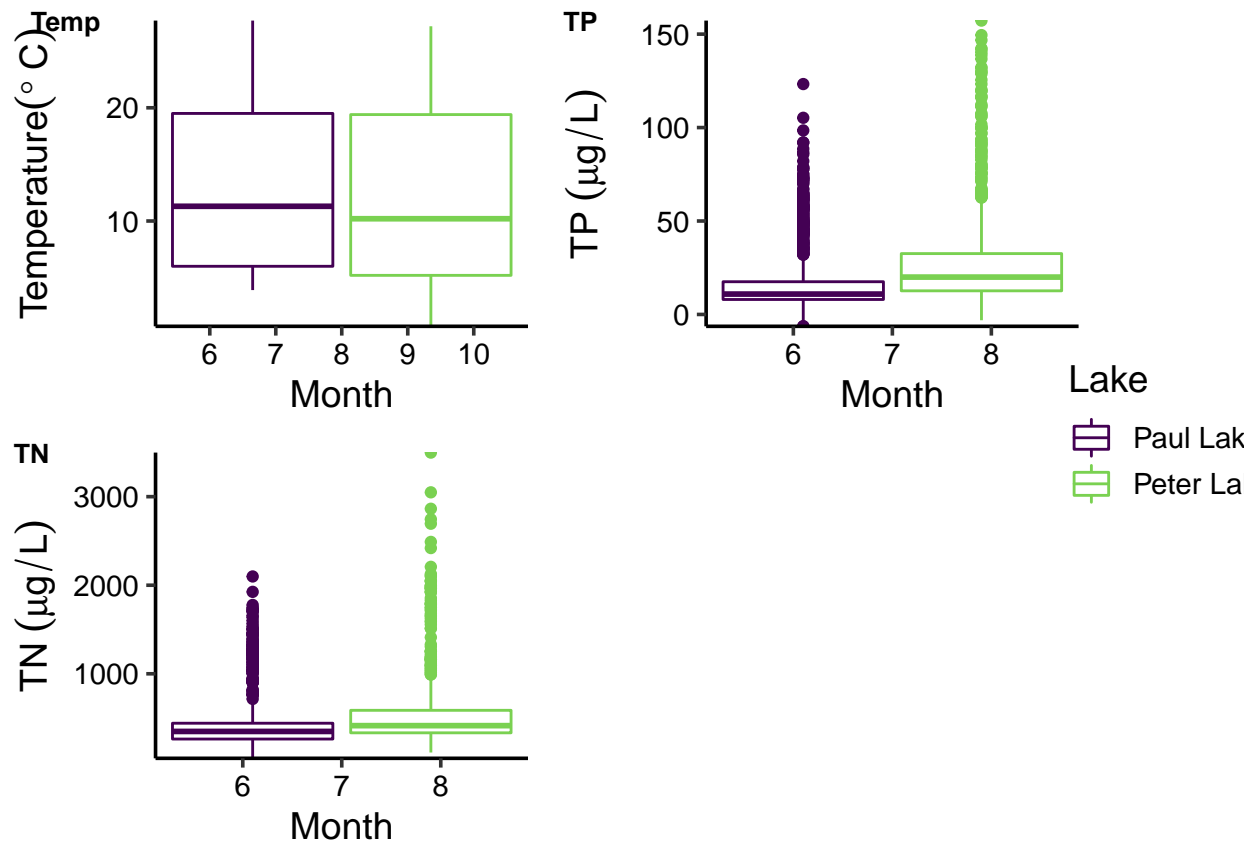 Temp
Temperature(° C)
20
10
6 7 8 9 10
Month
TP
TP (μg/L)
150
100
50
0
6 7 8
Month
Lake
Paul Lak
Peter La
TN
TN (μg/L)
3000
2000
1000
6 7 8
Month